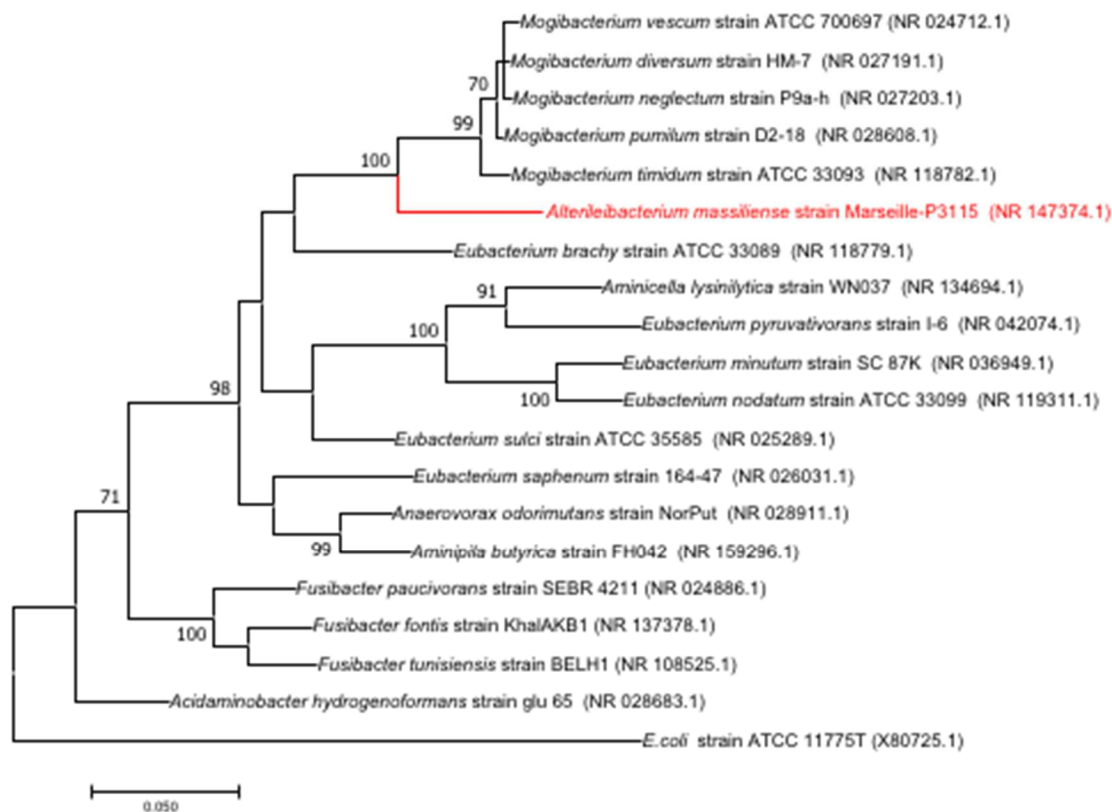 Mogibacterium vescum strain ATCC 700697 (NR 024712.1)
Mogibacterium diversum strain HM-7 (NR 027191.1)
70
Mogibacterium neglectum strain P9a-h (NR 027203.1)
99
Mogibacterium pumilum strain D2-18 (NR 028608.1)
100
Mogibacterium timidum strain ATCC 33093 (NR 118782.1)
Alterileibacterium massiliense strain Marseille-P3115 (NR 147374.1)
Eubacterium brachy strain ATCC 33089 (NR 118779.1)
91
Aminicella lysinilytica strain WN037 (NR 134694.1)
100
Eubacterium pyruvativorans strain I-6 (NR 042074.1)
Eubacterium minutum strain SC 87K (NR 036949.1)
98
100
Eubacterium nodatum strain ATCC 33099 (NR 119311.1)
Eubacterium sulci strain ATCC 35585 (NR 025289.1)
Eubacterium saphenum strain 164-47 (NR 026031.1)
71
Anaerovorax odorimutans strain NorPut (NR 028911.1)
99
Aminipila butyrica strain FH042 (NR 159296.1)
Fusibacter paucivorans strain SEBR 4211 (NR 024886.1)
100
Fusibacter fontis strain KhalAKB1 (NR 137378.1)
Fusibacter tunisiensis strain BELH1 (NR 108525.1)
Acidaminobacter hydrogenoformans strain glu 65 (NR 028683.1)
E.coli strain ATCC 11775T (X80725.1)
0.050